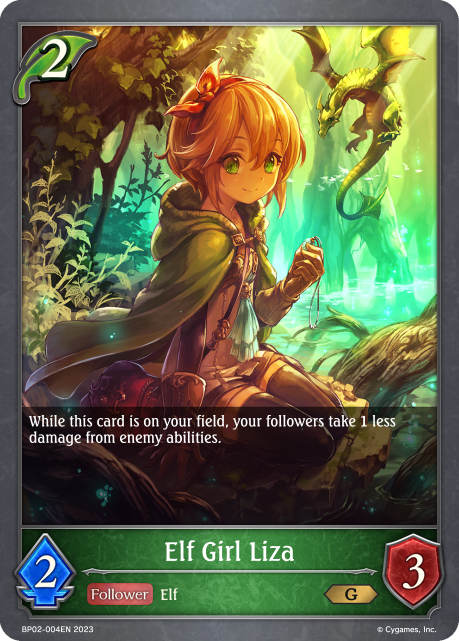 2
While this card is on your field, your followers take 1 less
damage from enemy abilities.
Elf Girl Liza
2
Follower Elf
G
3
BP02-004EN 2023
© Cygames, Inc.